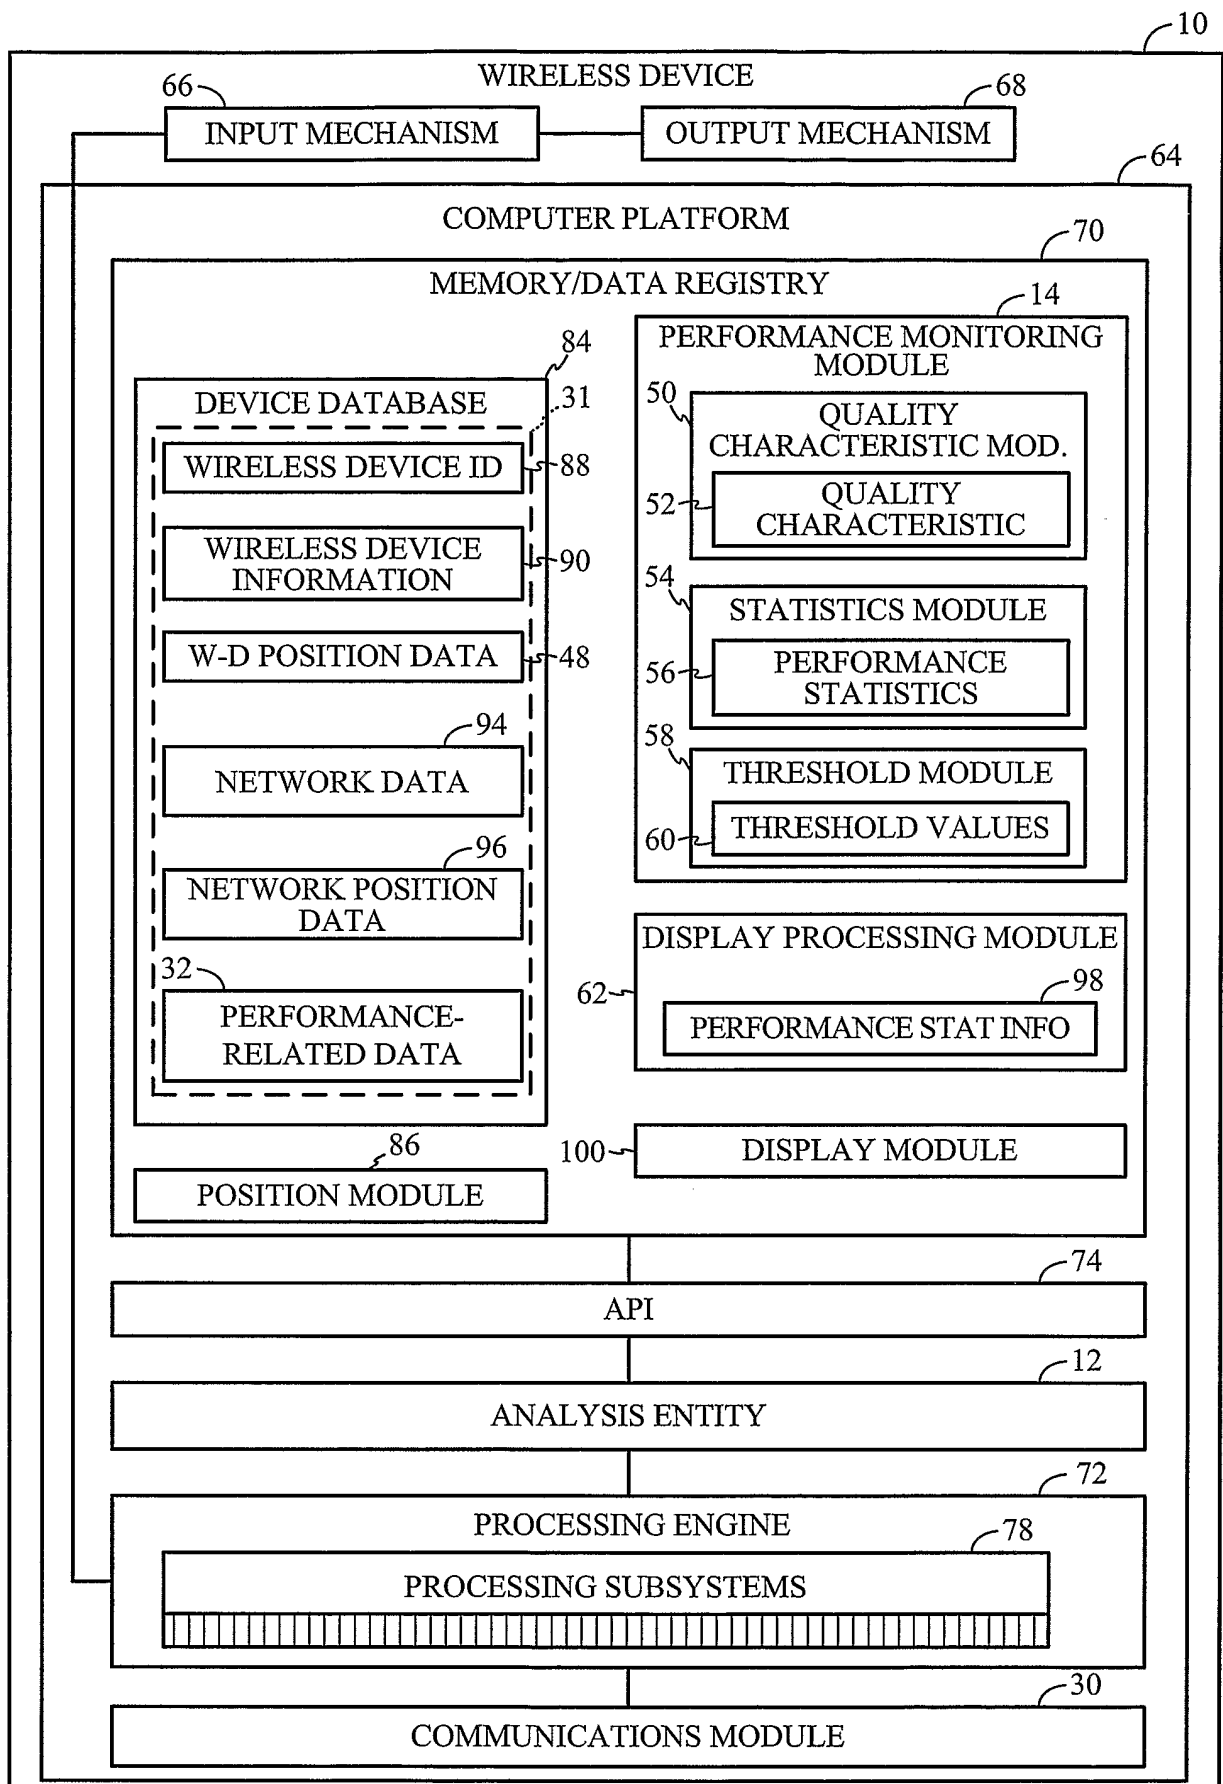 10
WIRELESS DEVICE
66
68
INPUT MECHANISM
OUTPUT MECHANISM
64
COMPUTER PLATFORM
70
MEMORY/DATA REGISTRY
84
DEVICE DATABASE
31
WIRELESS DEVICE ID
88
WIRELESS DEVICE
INFORMATION
90
W-D POSITION DATA
48
94
NETWORK DATA
96
NETWORK POSITION
DATA
32
PERFORMANCE-
RELATED DATA
86
POSITION MODULE
14
PERFORMANCE MONITORING
MODULE
50
QUALITY
CHARACTERISTIC MOD.
52
QUALITY
CHARACTERISTIC
54
STATISTICS MODULE
56
PERFORMANCE
STATISTICS
58
THRESHOLD MODULE
60
THRESHOLD VALUES
DISPLAY PROCESSING MODULE
62
98
PERFORMANCE STAT INFO
100
DISPLAY MODULE
74
API
12
ANALYSIS ENTITY
72
PROCESSING ENGINE
78
PROCESSING SUBSYSTEMS
30
COMMUNICATIONS MODULE